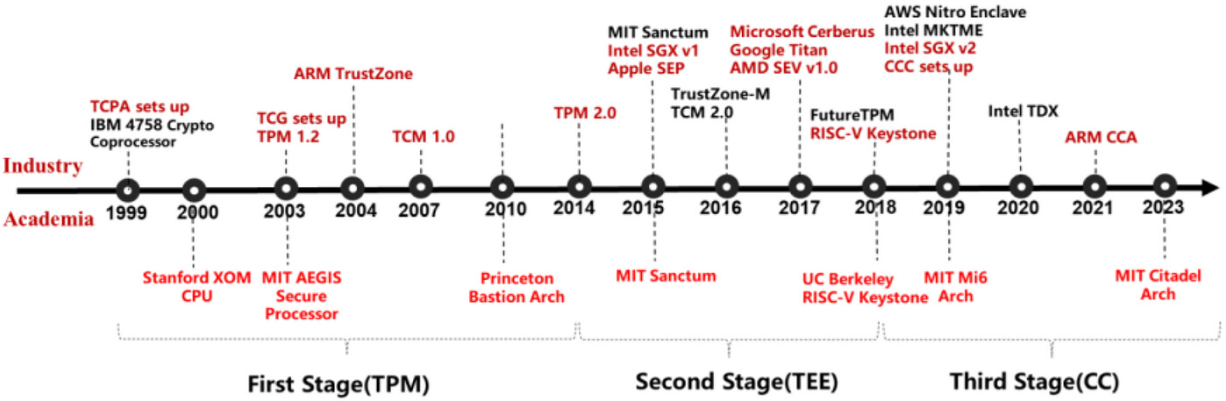 AWS Nitro Enclave
Intel MKTME
Intel SGX v2
CCC sets up
MIT Sanctum
Intel SGX v1
Apple SEP
Microsoft Cerberus
Google Titan
AMD SEV v1.0
ARM TrustZone
TrustZone-M
TCM 2.0
TCPA sets up
IBM 4758 Crypto
Coprocessor
TCG sets up
TPM 1.2
TCM 1.0
TPM 2.0
FutureTPM
RISC-V Keystone
Intel TDX
ARM CCA
Industry
Academia
1999 2000 2003 2004 2007 2010 2014 2015 2016 2017 2018 2019 2020 2021 2023
Stanford XOM
CPU
MIT AEGIS
Secure
Processor
Princeton
Bastion Arch
MIT Sanctum
UC Berkeley
RISC-V Keystone
MIT Mi6
Arch
MIT Citadel
Arch
First Stage(TPM)
Second Stage(TEE)
Third Stage(CC)